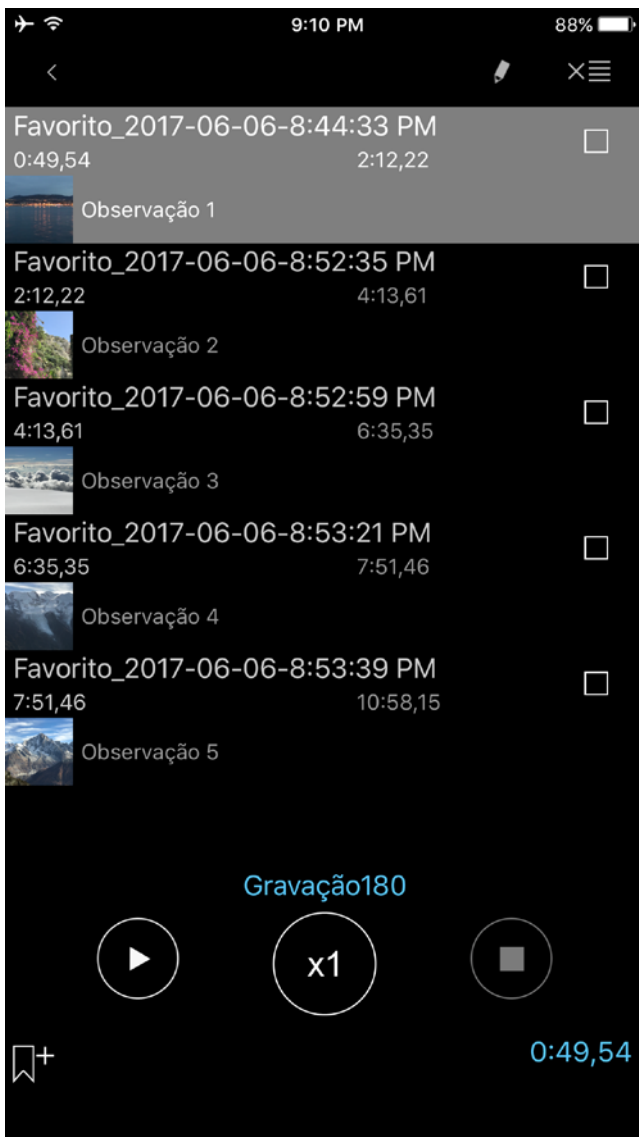 9:10 PM 88%
Favorito_2017-06-06-8:44:33 PM
0:49,54 2:12,22
Observação 1
Favorito_2017-06-06-8:52:35 PM
2:12,22 4:13,61
Observação 2
Favorito_2017-06-06-8:52:59 PM
4:13,61 6:35,35
Observação 3
Favorito_2017-06-06-8:53:21 PM
6:35,35 7:51,46
Observação 4
Favorito_2017-06-06-8:53:39 PM
7:51,46 10:58,15
Observação 5
Gravação180
x1
0:49,54